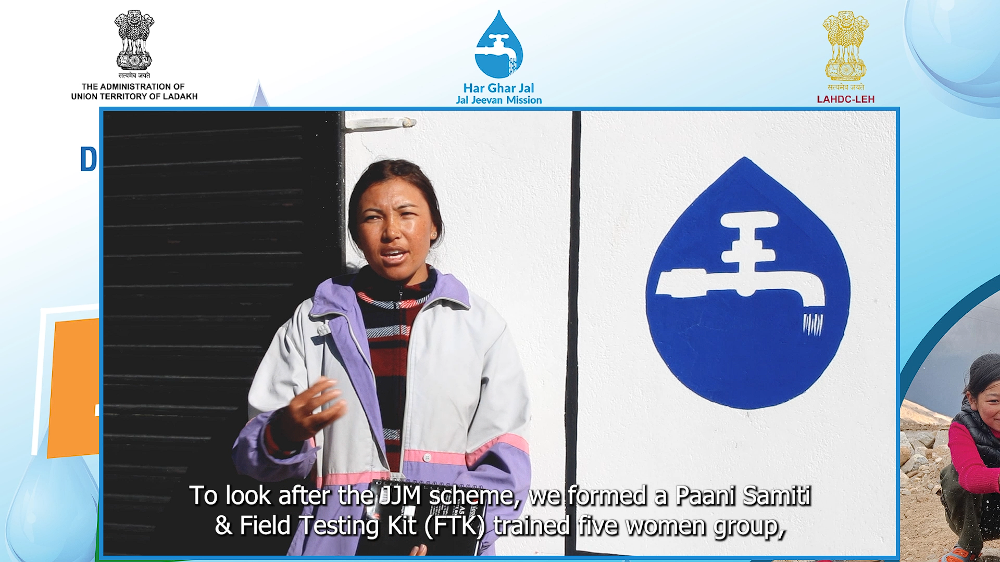 सत्यमेव जयते
THE ADMINISTRATION OF
UNION TERRITORY OF LADAKH
Har Ghar Jal
Jal Jeevan Mission
सत्यमेव जयते
LAHDC-LEH
D
To look after the JJM scheme, we formed a Paani Samiti
& Field Testing Kit (FTK) trained five women group,